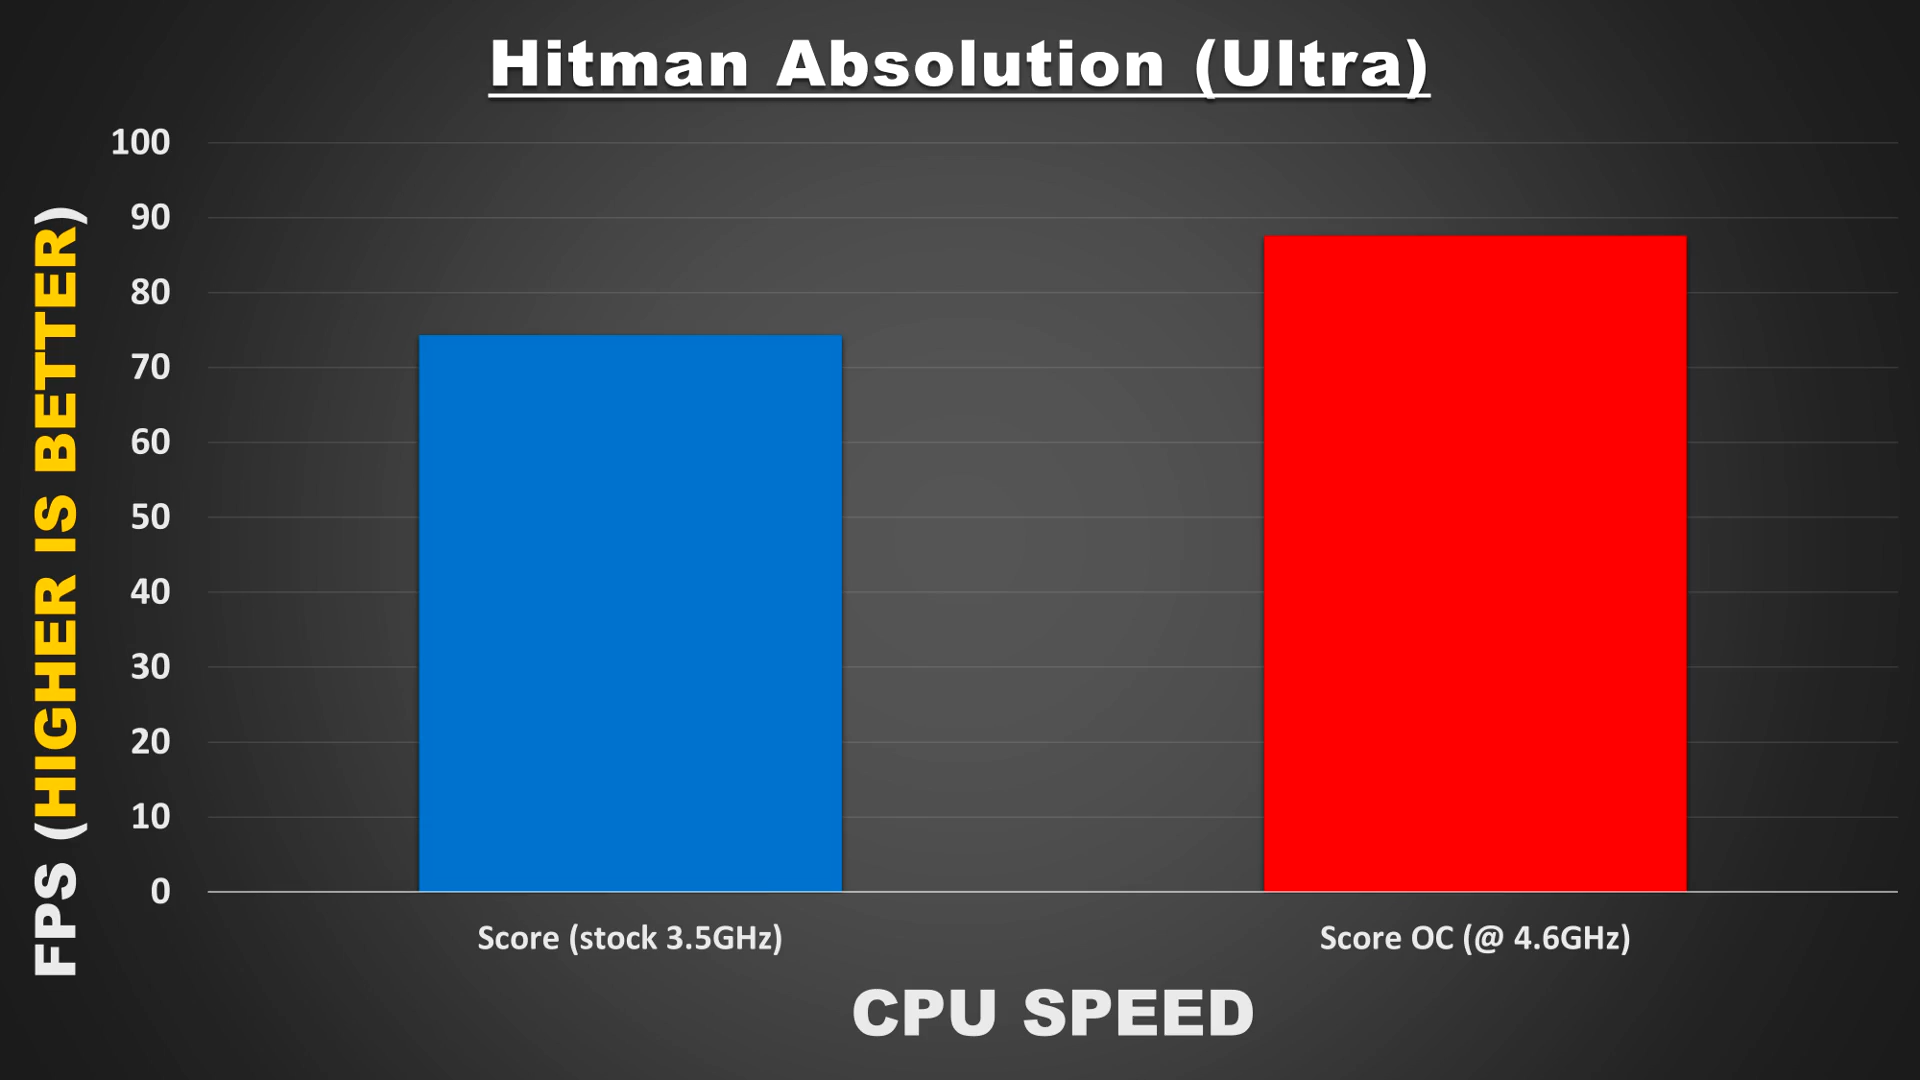 Hitman Absolution (Ultra)
FPS (HIGHER IS BETTER)
100
90
80
70
60
50
40
30
20
10
0
Score (stock 3.5GHz)
Score OC (@ 4.6GHz)
CPU SPEED